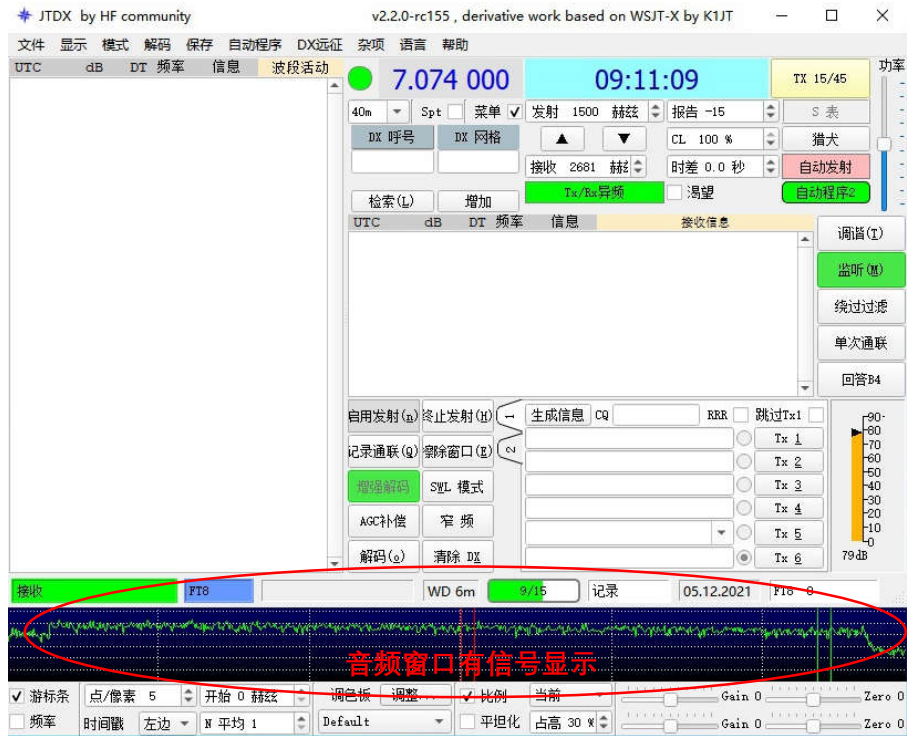 JTDX by HF community v2.2.0-rc155 , derivative work based on WSJT-X by K1JT
文件 显示 模式 解码 保存 自动程序 DX远征 杂项 语言 帮助
UTC dB DT 频率 信息 波段活动
7.074 000 09:11:09 TX 15/45 功率
40m Spt 菜单 发射 1500 赫兹 报告 -15 S 表
DX 呼号 DX 网格 CL 100 % 猎犬
接收 2681 赫兹 时差 0.0 秒 自动发射
检索(L) 增加 Tx/Rx异频 渴望 自动程序2
UTC dB DT 频率 信息 接收信息
调谐(T)
监听(M)
绕过过滤
单次通联
回答B4
启用发射(n) 终止发射(H) 1 生成信息 CQ RRR 跳过Tx1
记录通联(Q) 擦除窗口(E) 2 Tx 1
Tx 2
增强解码 SWL 模式 Tx 3
AGC补偿 窄 频 Tx 4
Tx 5
解码(o) 清除 DX Tx 6
90
80
70
60
50
40
30
20
10
0
79dB
接收 FT8 WD 6m 9/15 记录 05.12.2021 FT8 0
音频窗口有信号显示
游标条 点/像素 5 开始 0 赫兹 调色板 调整... 比例 当前 Gain 0 Zero 0
频率 时间戳 左边 N 平均 1 Default 平坦化 占高 30 % Gain 0 Zero 0